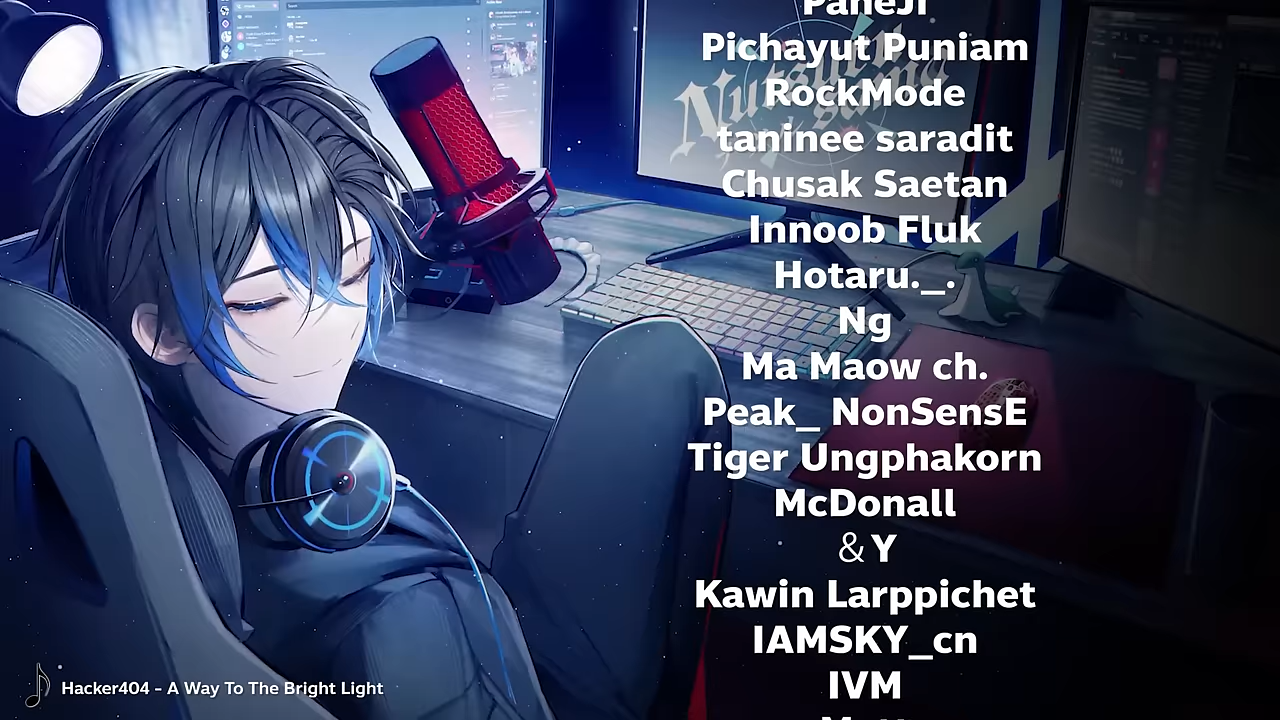 PaneJi
Pichayut Puniam
RockMode
taninee saradit
Chusak Saetan
Innoob Fluk
Hotaru._.
Ng
Ma Maow ch.
Peak_ NonSensE
Tiger Ungphakorn
McDonall
＆Y
Kawin Larppichet
IAMSKY_cn
IVM
Hacker404 - A Way To The Bright Light